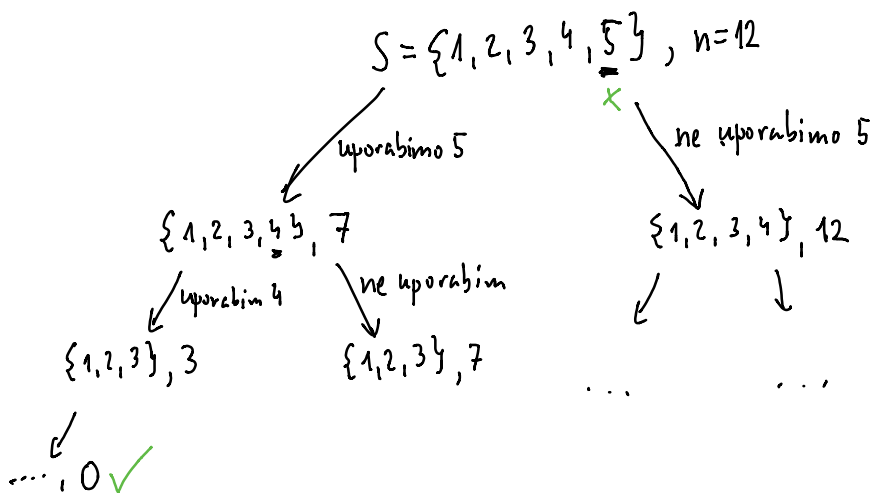 S = {1, 2, 3, 4, 5}, n=12
x
uporabimo 5
ne uporabimo 5
{1, 2, 3, 4}, 7
{1, 2, 3, 4}, 12
uporabim 4
ne uporabim
{1, 2, 3}, 3
{1, 2, 3}, 7
...
...
...., 0 ✓